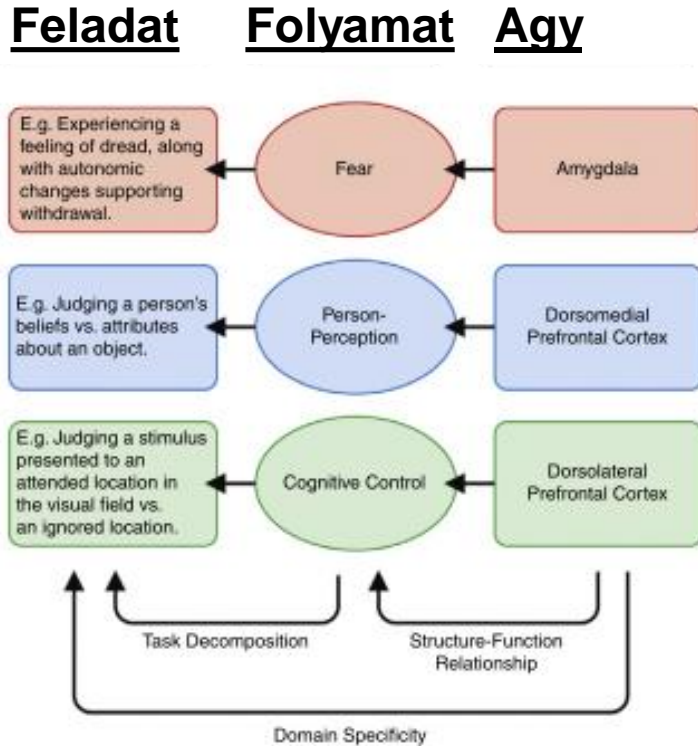 Feladat Folyamat Agy
E.g. Experiencing a
feeling of dread, along
with autonomic
changes supporting
withdrawal.
Fear
Amygdala
E.g. Judging a person's
beliefs vs. attributes
about an object.
Person-
Perception
Dorsomedial
Prefrontal Cortex
E.g. Judging a stimulus
presented to an
attended location in
the visual field vs.
an ignored location.
Cognitive Control
Dorsolateral
Prefrontal Cortex
Task Decomposition
Structure-Function
Relationship
Domain Specificity